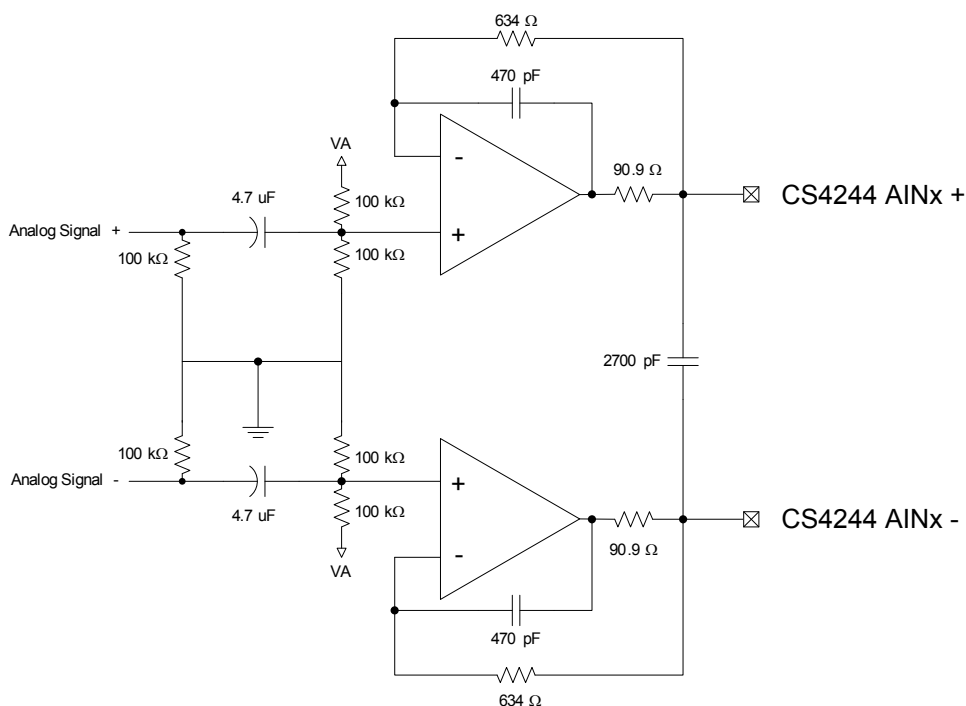 634 Ω
470 pF
VA
90.9 Ω
4.7 uF
100 kΩ
-
CS4244 AINx +
Analog Signal +
+
100 kΩ
100 kΩ
2700 pF
100 kΩ
100 kΩ
Analog Signal -
+
4.7 uF
100 kΩ
CS4244 AINx -
-
90.9 Ω
VA
470 pF
634 Ω